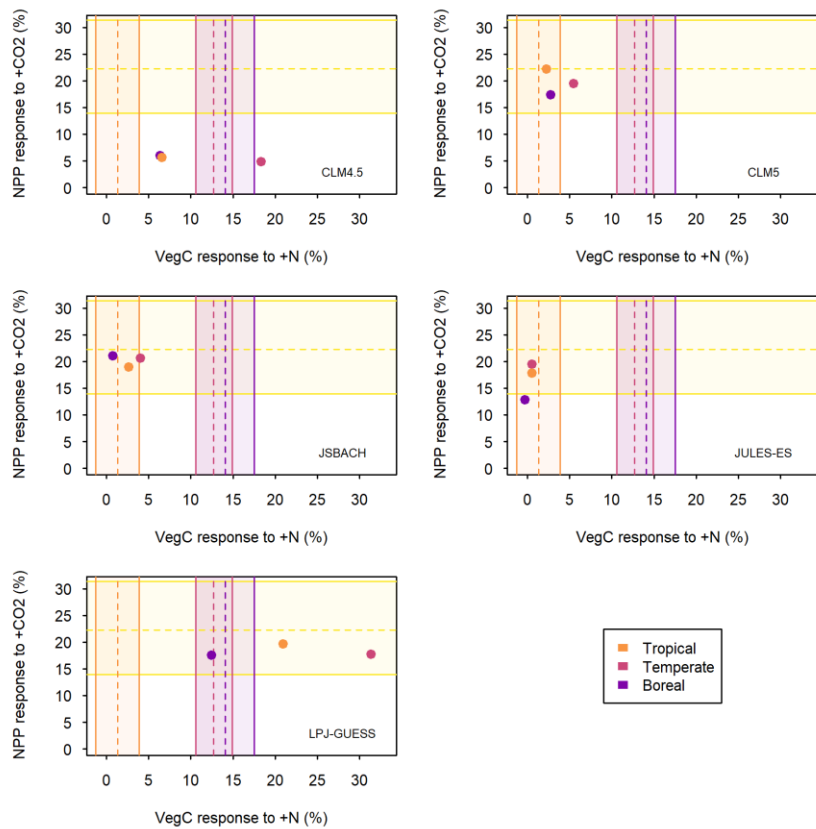 NPP response to +CO2 (%)
30
25
20
15
10
5
0
CLM4.5
0 5 10 15 20 25 30
VegC response to +N (%)
NPP response to +CO2 (%)
30
25
20
15
10
5
0
CLM5
0 5 10 15 20 25 30
VegC response to +N (%)
NPP response to +CO2 (%)
30
25
20
15
10
5
0
JSBACH
0 5 10 15 20 25 30
VegC response to +N (%)
NPP response to +CO2 (%)
30
25
20
15
10
5
0
JULES-ES
0 5 10 15 20 25 30
VegC response to +N (%)
NPP response to +CO2 (%)
30
25
20
15
10
5
0
LPJ-GUESS
0 5 10 15 20 25 30
VegC response to +N (%)
Tropical
Temperate
Boreal